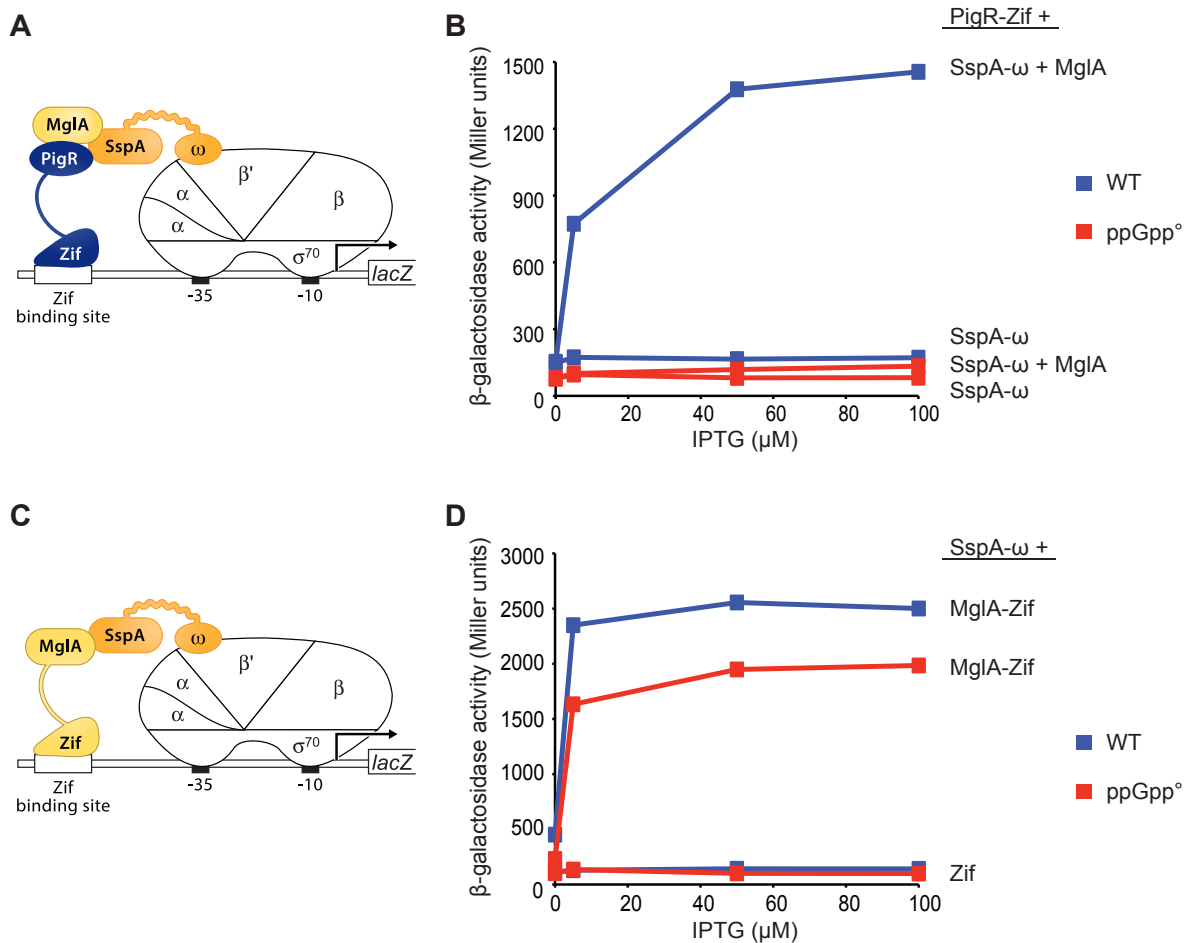 A
MglA
SspA
ω
PigR
β'
β
α
α
Zif
σ⁷⁰
lacZ
Zif
binding site
-35
-10
B
PigR-Zif +
β-galactosidase activity (Miller units)
1500
1200
900
600
300
0
0
20
40
60
80
100
IPTG (μM)
SspA-ω + MglA
SspA-ω
SspA-ω + MglA
SspA-ω
WT
ppGpp°
C
SspA
ω
MglA
β'
β
α
α
Zif
σ⁷⁰
lacZ
Zif
binding site
-35
-10
D
SspA-ω +
β-galactosidase activity (Miller units)
3000
2500
2000
1500
1000
500
0
0
20
40
60
80
100
IPTG (μM)
MglA-Zif
MglA-Zif
Zif
WT
ppGpp°